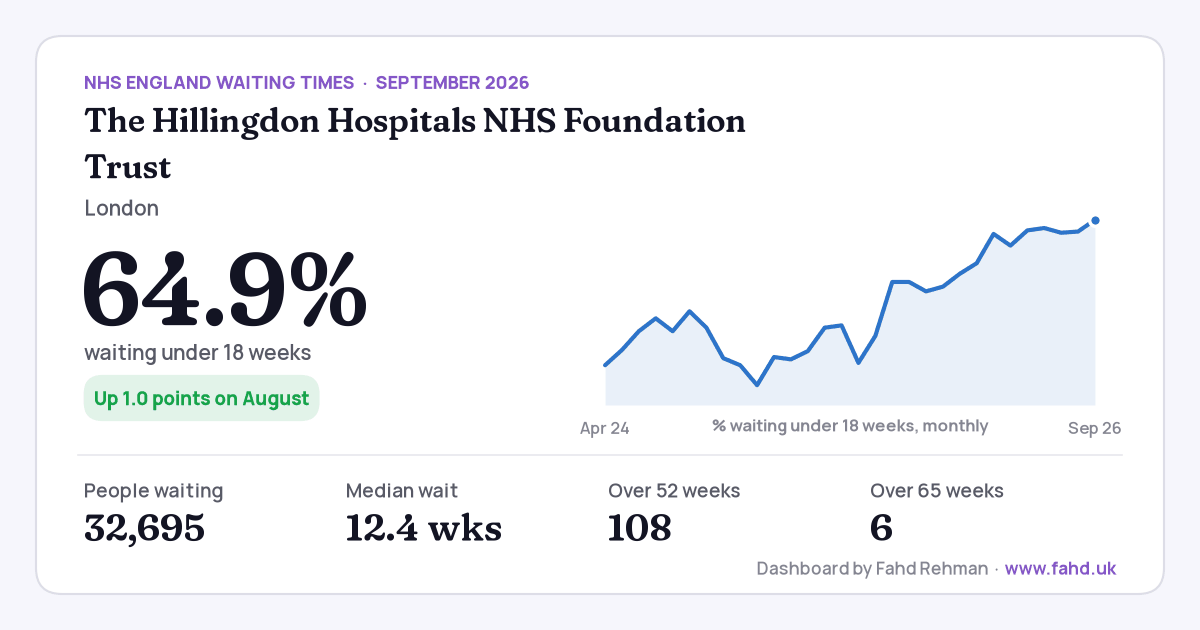 NHS ENGLAND WAITING TIMES · SEPTEMBER 2026
The Hillingdon Hospitals NHS Foundation
Trust
London
64.9%
waiting under 18 weeks
Up 1.0 points on August
Apr 24
% waiting under 18 weeks, monthly
Sep 26
People waiting
32,695
Median wait
12.4 wks
Over 52 weeks
108
Over 65 weeks
6
Dashboard by Fahd Rehman · www.fahd.uk